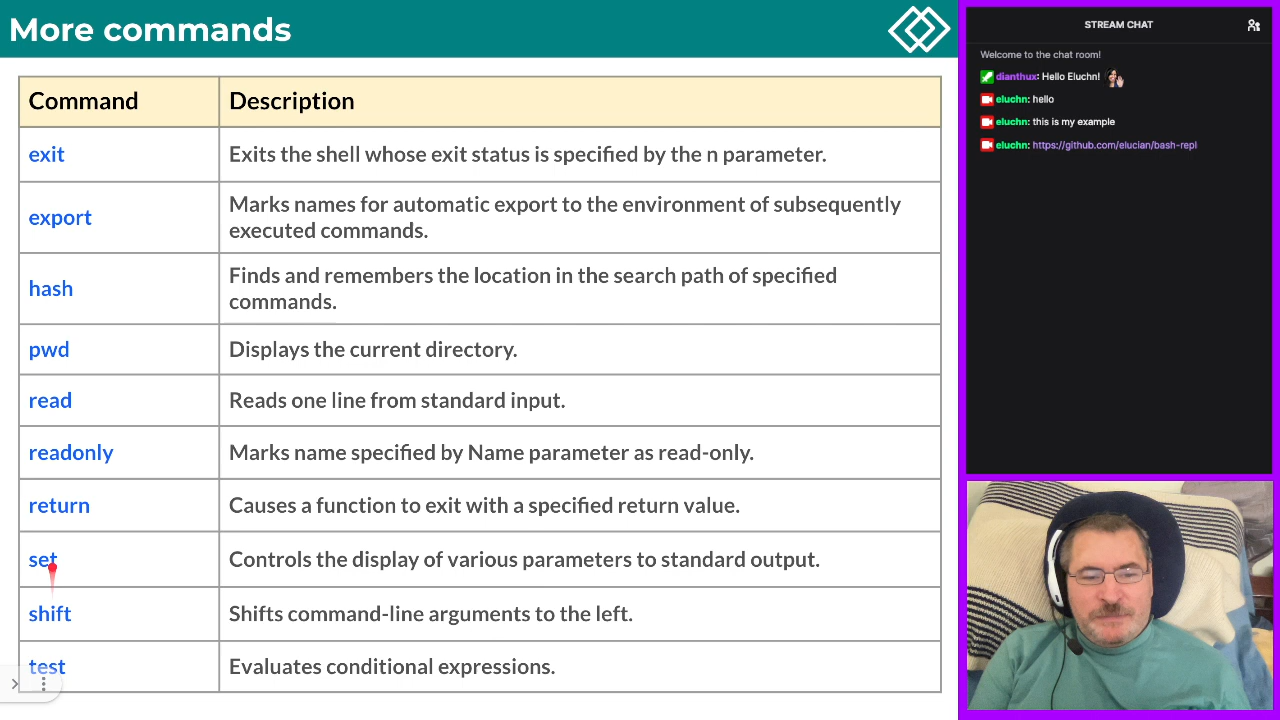 More commands
Command Description
exit Exits the shell whose exit status is specified by the n parameter.
export Marks names for automatic export to the environment of subsequently
executed commands.
hash Finds and remembers the location in the search path of specified
commands.
pwd Displays the current directory.
read Reads one line from standard input.
readonly Marks name specified by Name parameter as read-only.
return Causes a function to exit with a specified return value.
set Controls the display of various parameters to standard output.
shift Shifts command-line arguments to the left.
test Evaluates conditional expressions.
STREAM CHAT
Welcome to the chat room!
dianthux: Hello Eluchn!
eluchn: hello
eluchn: this is my example
eluchn: https://github.com/elucian/bash-repl